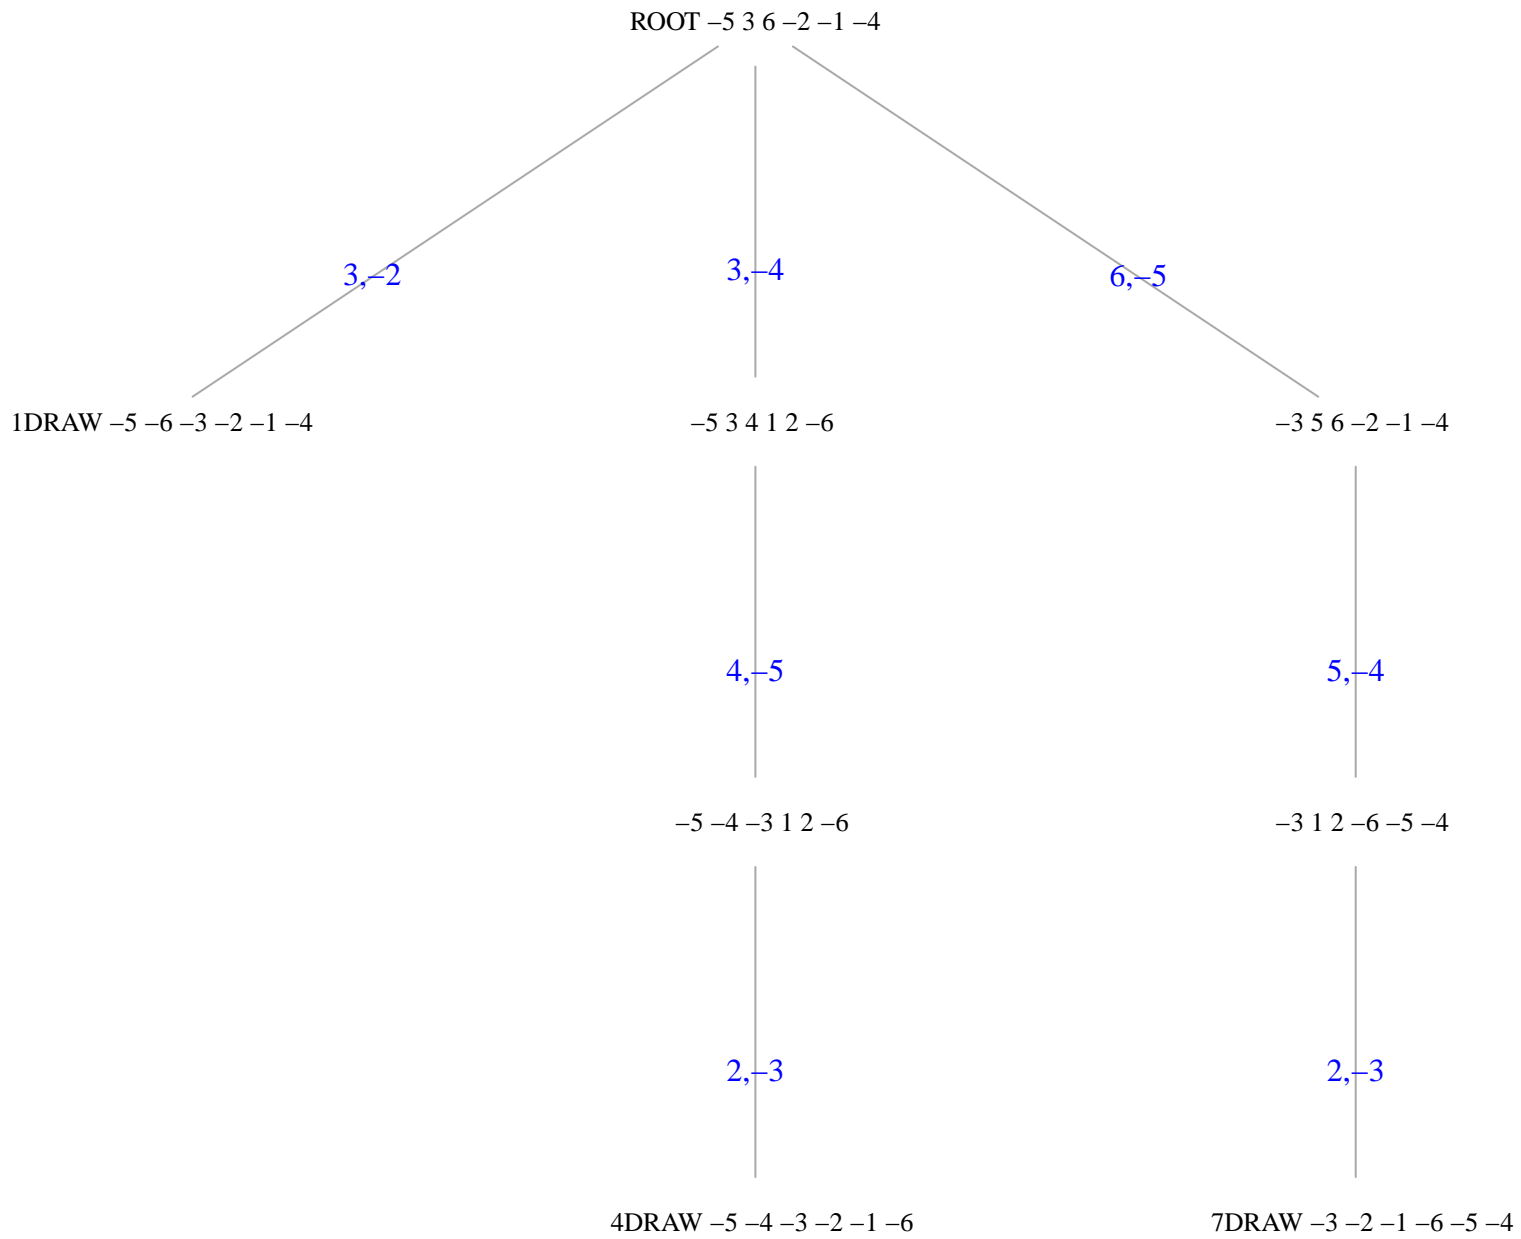 ROOT –5 3 6 –2 –1 –4
3,–2
3,–4
6,–5
1DRAW –5 –6 –3 –2 –1 –4
–5 3 4 1 2 –6
–3 5 6 –2 –1 –4
4,–5
5,–4
–5 –4 –3 1 2 –6
–3 1 2 –6 –5 –4
2,–3
2,–3
4DRAW –5 –4 –3 –2 –1 –6
7DRAW –3 –2 –1 –6 –5 –4